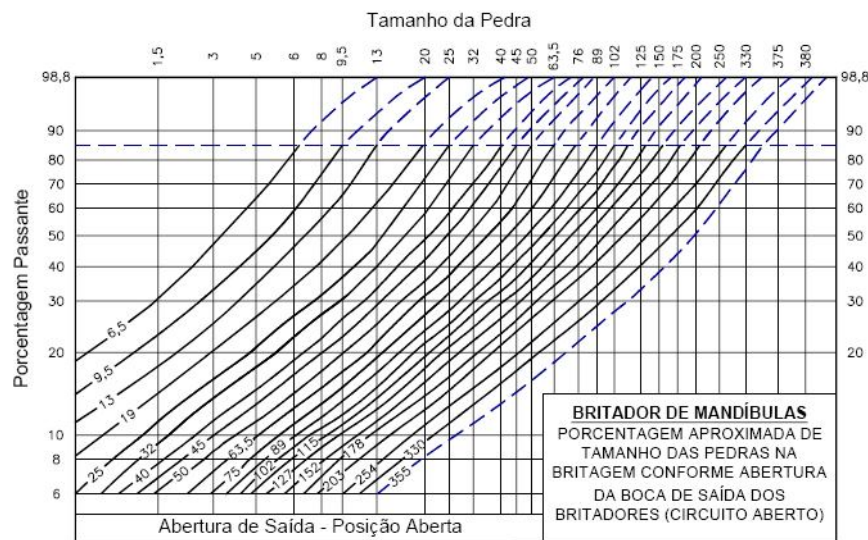 Tamanho da Pedra
1,5 3 5 6 8 9,5 13 20 25 32 40 45 50 63,5 76 89 102 125 150 175 200 250 330 375 380
98,8 98,8
90 90
80 80
70 70
60 60
50 50
40 40
30 30
20 20
10 10
8 8
6 6
Porcentagem Passante
6,5
9,5
13
19
25 32 40 45 50 63,5 75 89 102 115 127 152 178 203 254 330 355
Abertura de Saída - Posição Aberta
BRITADOR DE MANDÍBULAS
PORCENTAGEM APROXIMADA DE
TAMANHO DAS PEDRAS NA
BRITAGEM CONFORME ABERTURA
DA BOCA DE SAÍDA DOS
BRITADORES (CIRCUITO ABERTO)